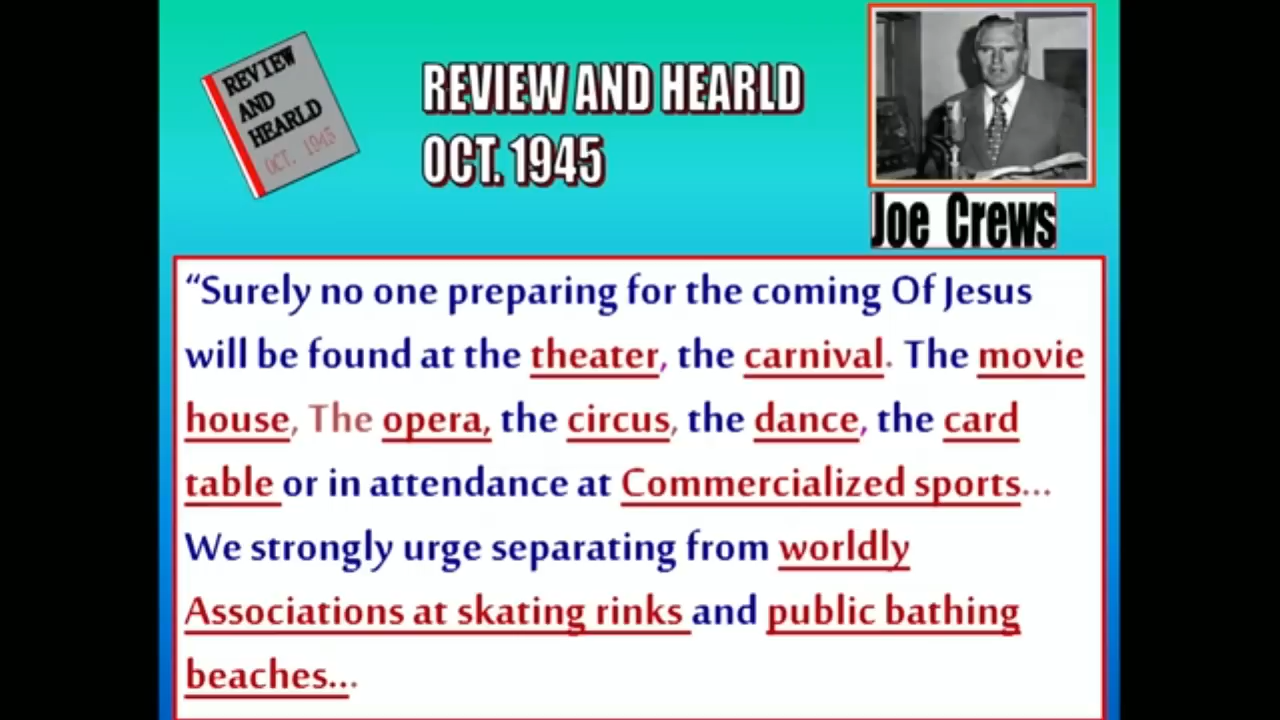 REVIEW
AND
HEARLD
OCT. 1945
REVIEW AND HEARLD
OCT. 1945
Joe Crews
“Surely no one preparing for the coming Of Jesus
will be found at the theater, the carnival. The movie
house, The opera, the circus, the dance, the card
table or in attendance at Commercialized sports...
We strongly urge separating from worldly
Associations at skating rinks and public bathing
beaches...